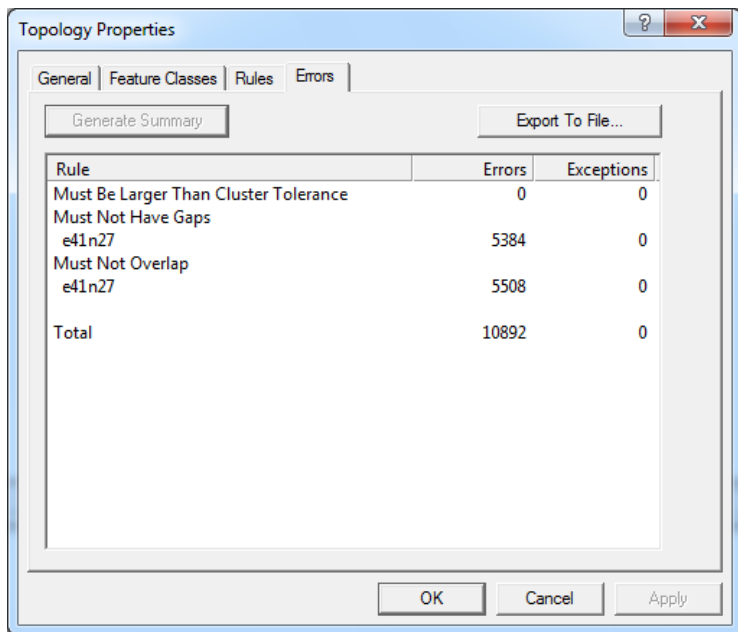 Topology Properties
? X
General Feature Classes Rules Errors
Generate Summary Export To File...
Rule Errors Exceptions
Must Be Larger Than Cluster Tolerance 0 0
Must Not Have Gaps
e41n27 5384 0
Must Not Overlap
e41n27 5508 0
Total 10892 0
OK Cancel Apply